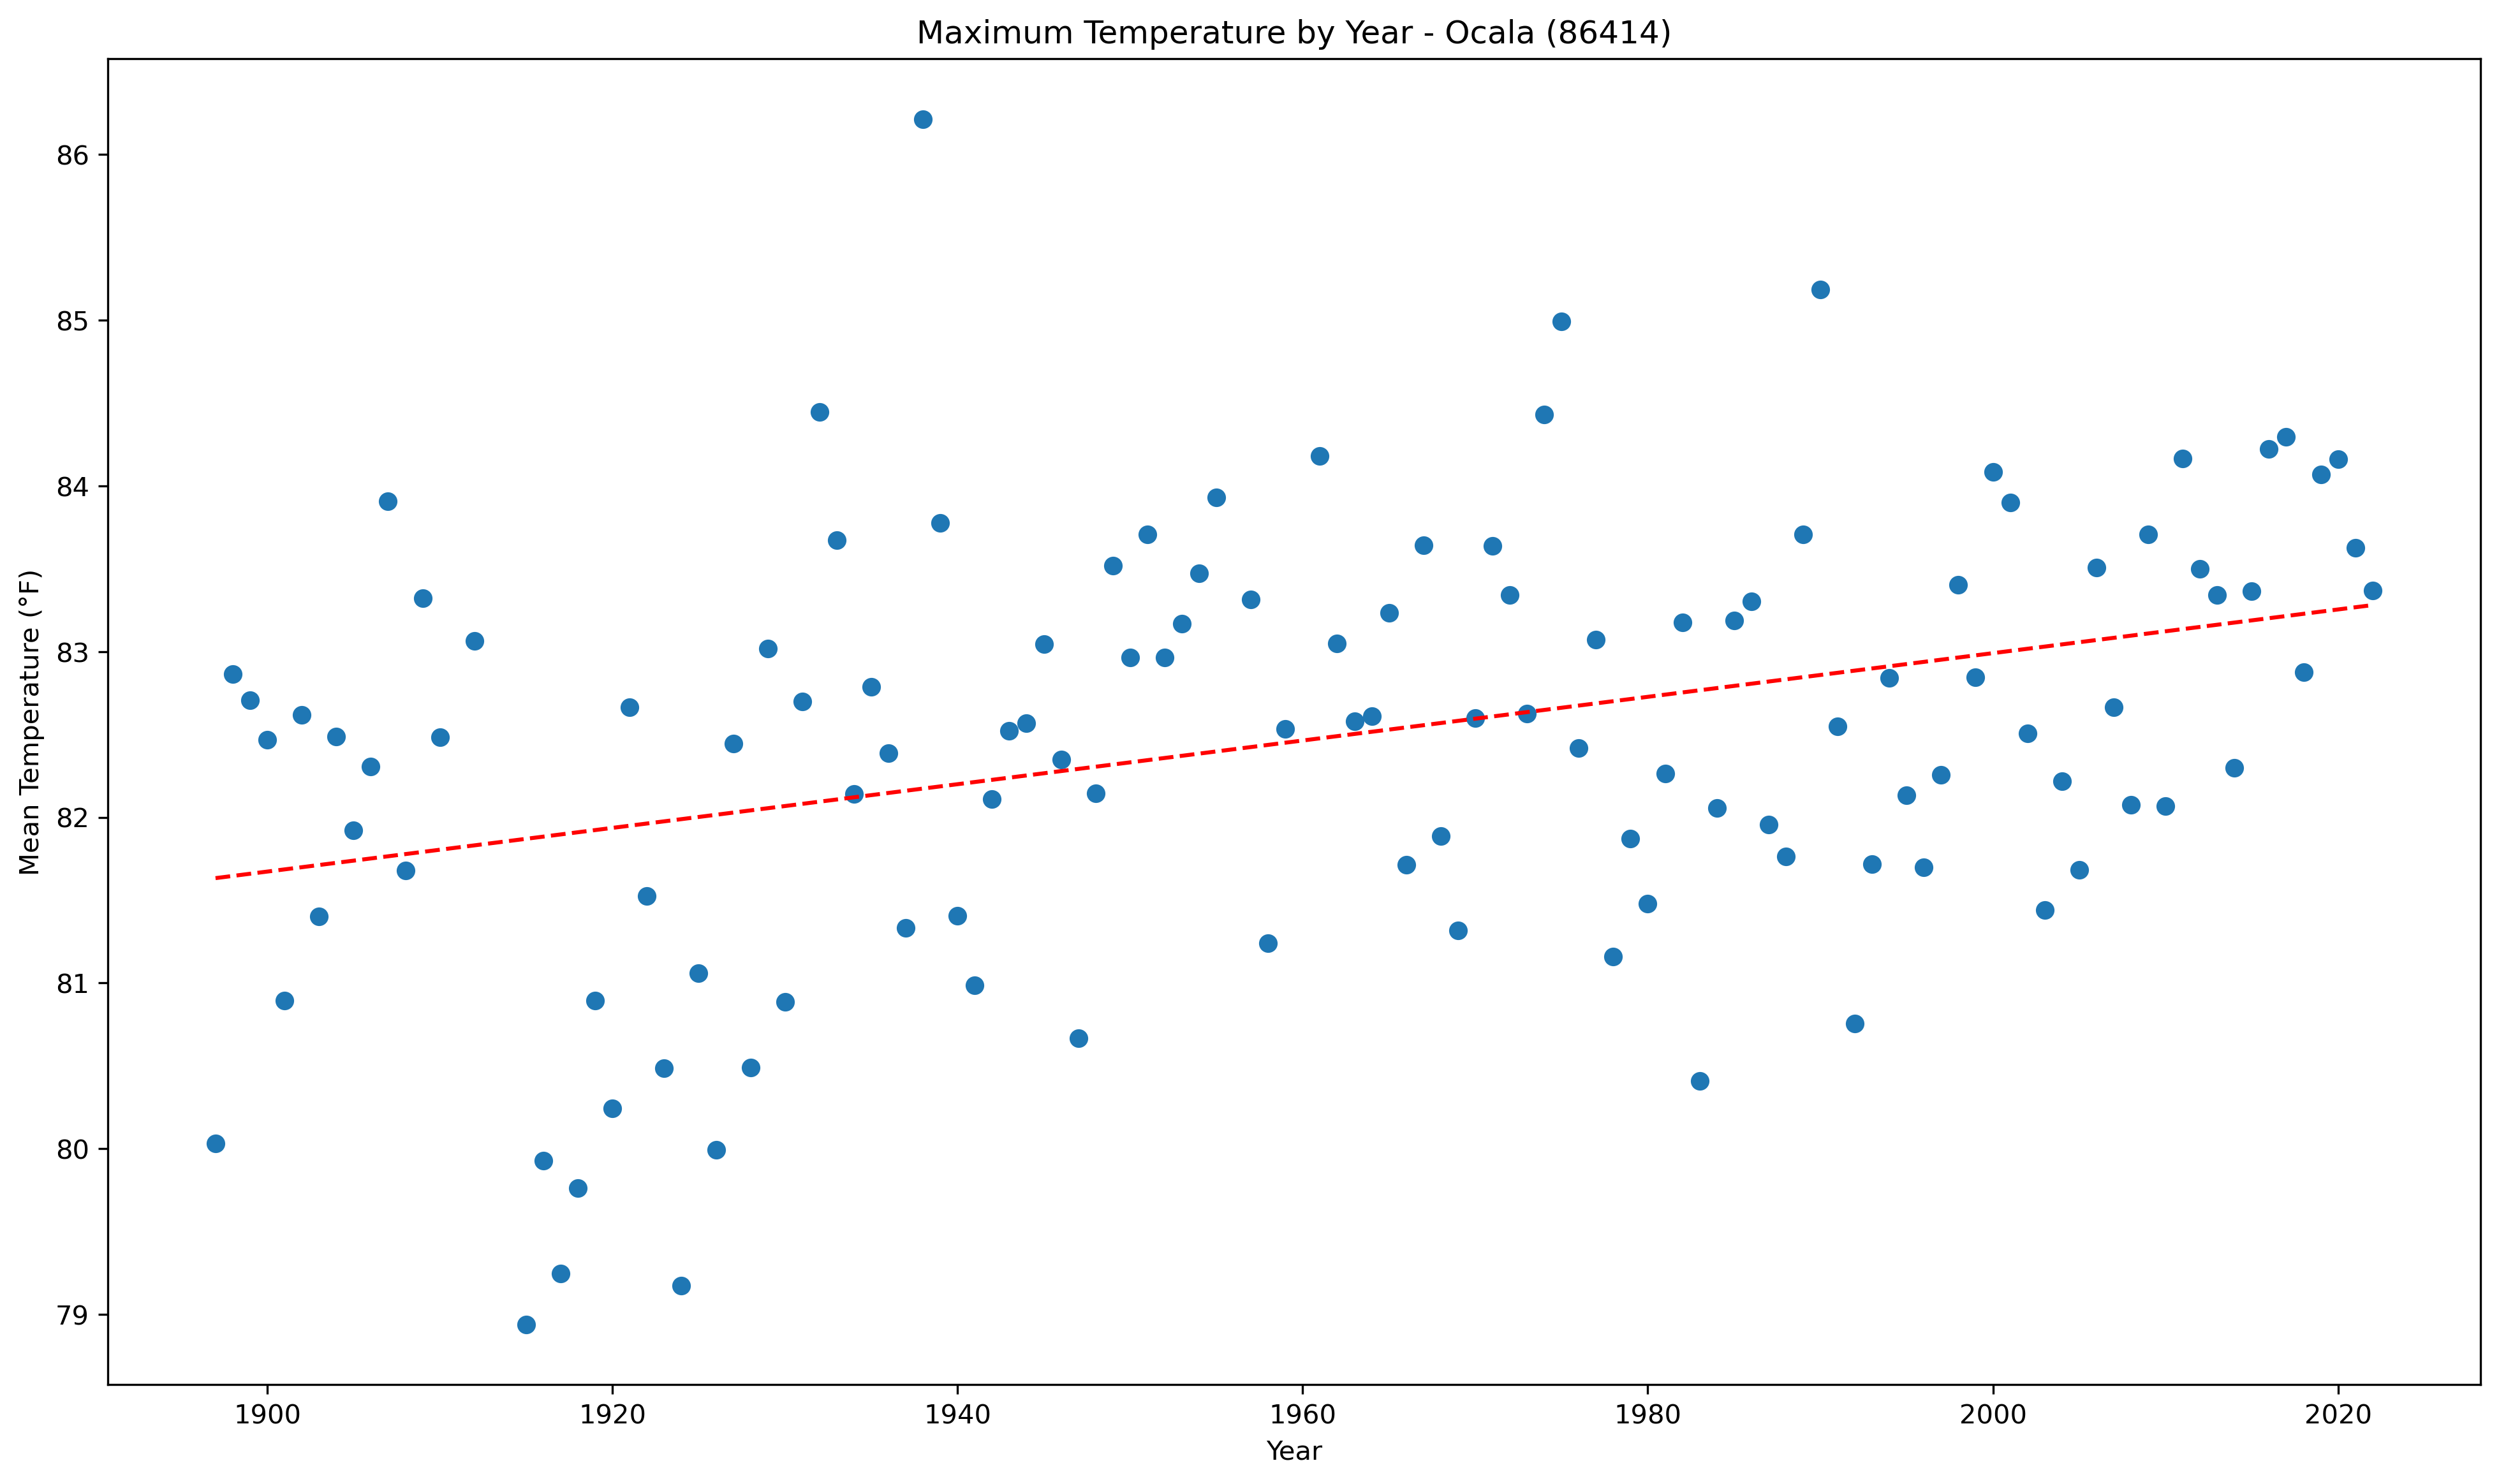 Maximum Temperature by Year - Ocala (86414)
Mean Temperature (°F)
86
85
84
83
82
81
80
79
1900 1920 1940 1960 1980 2000 2020
Year